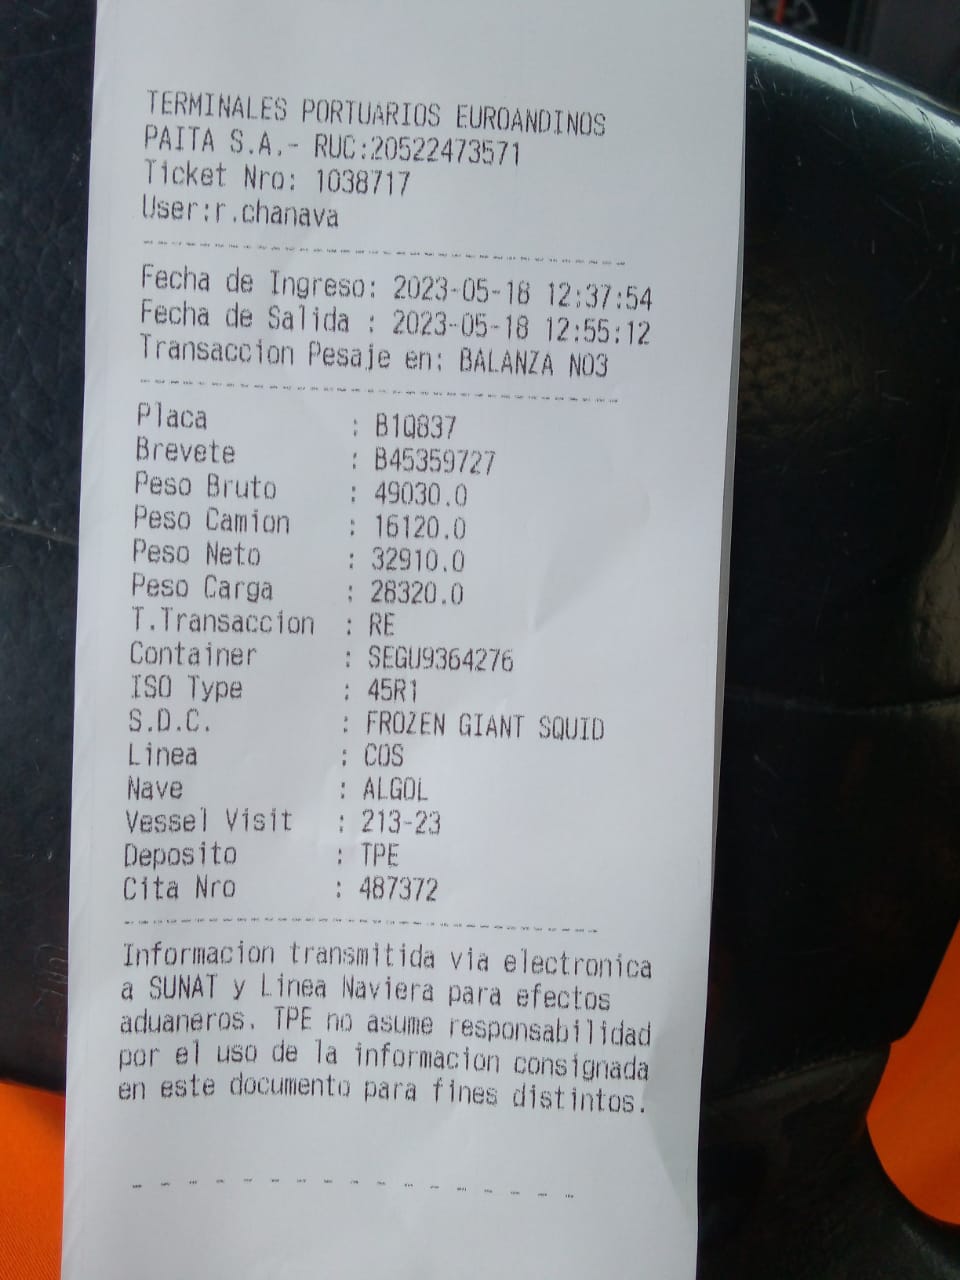 TERMINALES PORTUARIOS EUROANDINOS
PAITA S.A.- RUC:20522473571
Ticket Nro: 1038717
User:r.chanava
Fecha de Ingreso: 2023-05-18 12:37:54
Fecha de Salida : 2023-05-18 12:55:12
Transaccion Pesaje en: BALANZA NO3
Placa : B1Q837
Brevete : B45359727
Peso Bruto : 49030.0
Peso Camion : 16120.0
Peso Neto : 32910.0
Peso Carga : 28320.0
T.Transaccion : RE
Container : SEGU9364276
ISO Type : 45R1
S.D.C. : FROZEN GIANT SQUID
Linea : COS
Nave : ALGOL
Vessel Visit : 213-23
Deposito : TPE
Cita Nro : 487372
Informacion transmitida via electronica
a SUNAT y Linea Naviera para efectos
aduaneros. TPE no asume responsabilidad
por el uso de la informacion consignada
en este documento para fines distintos.